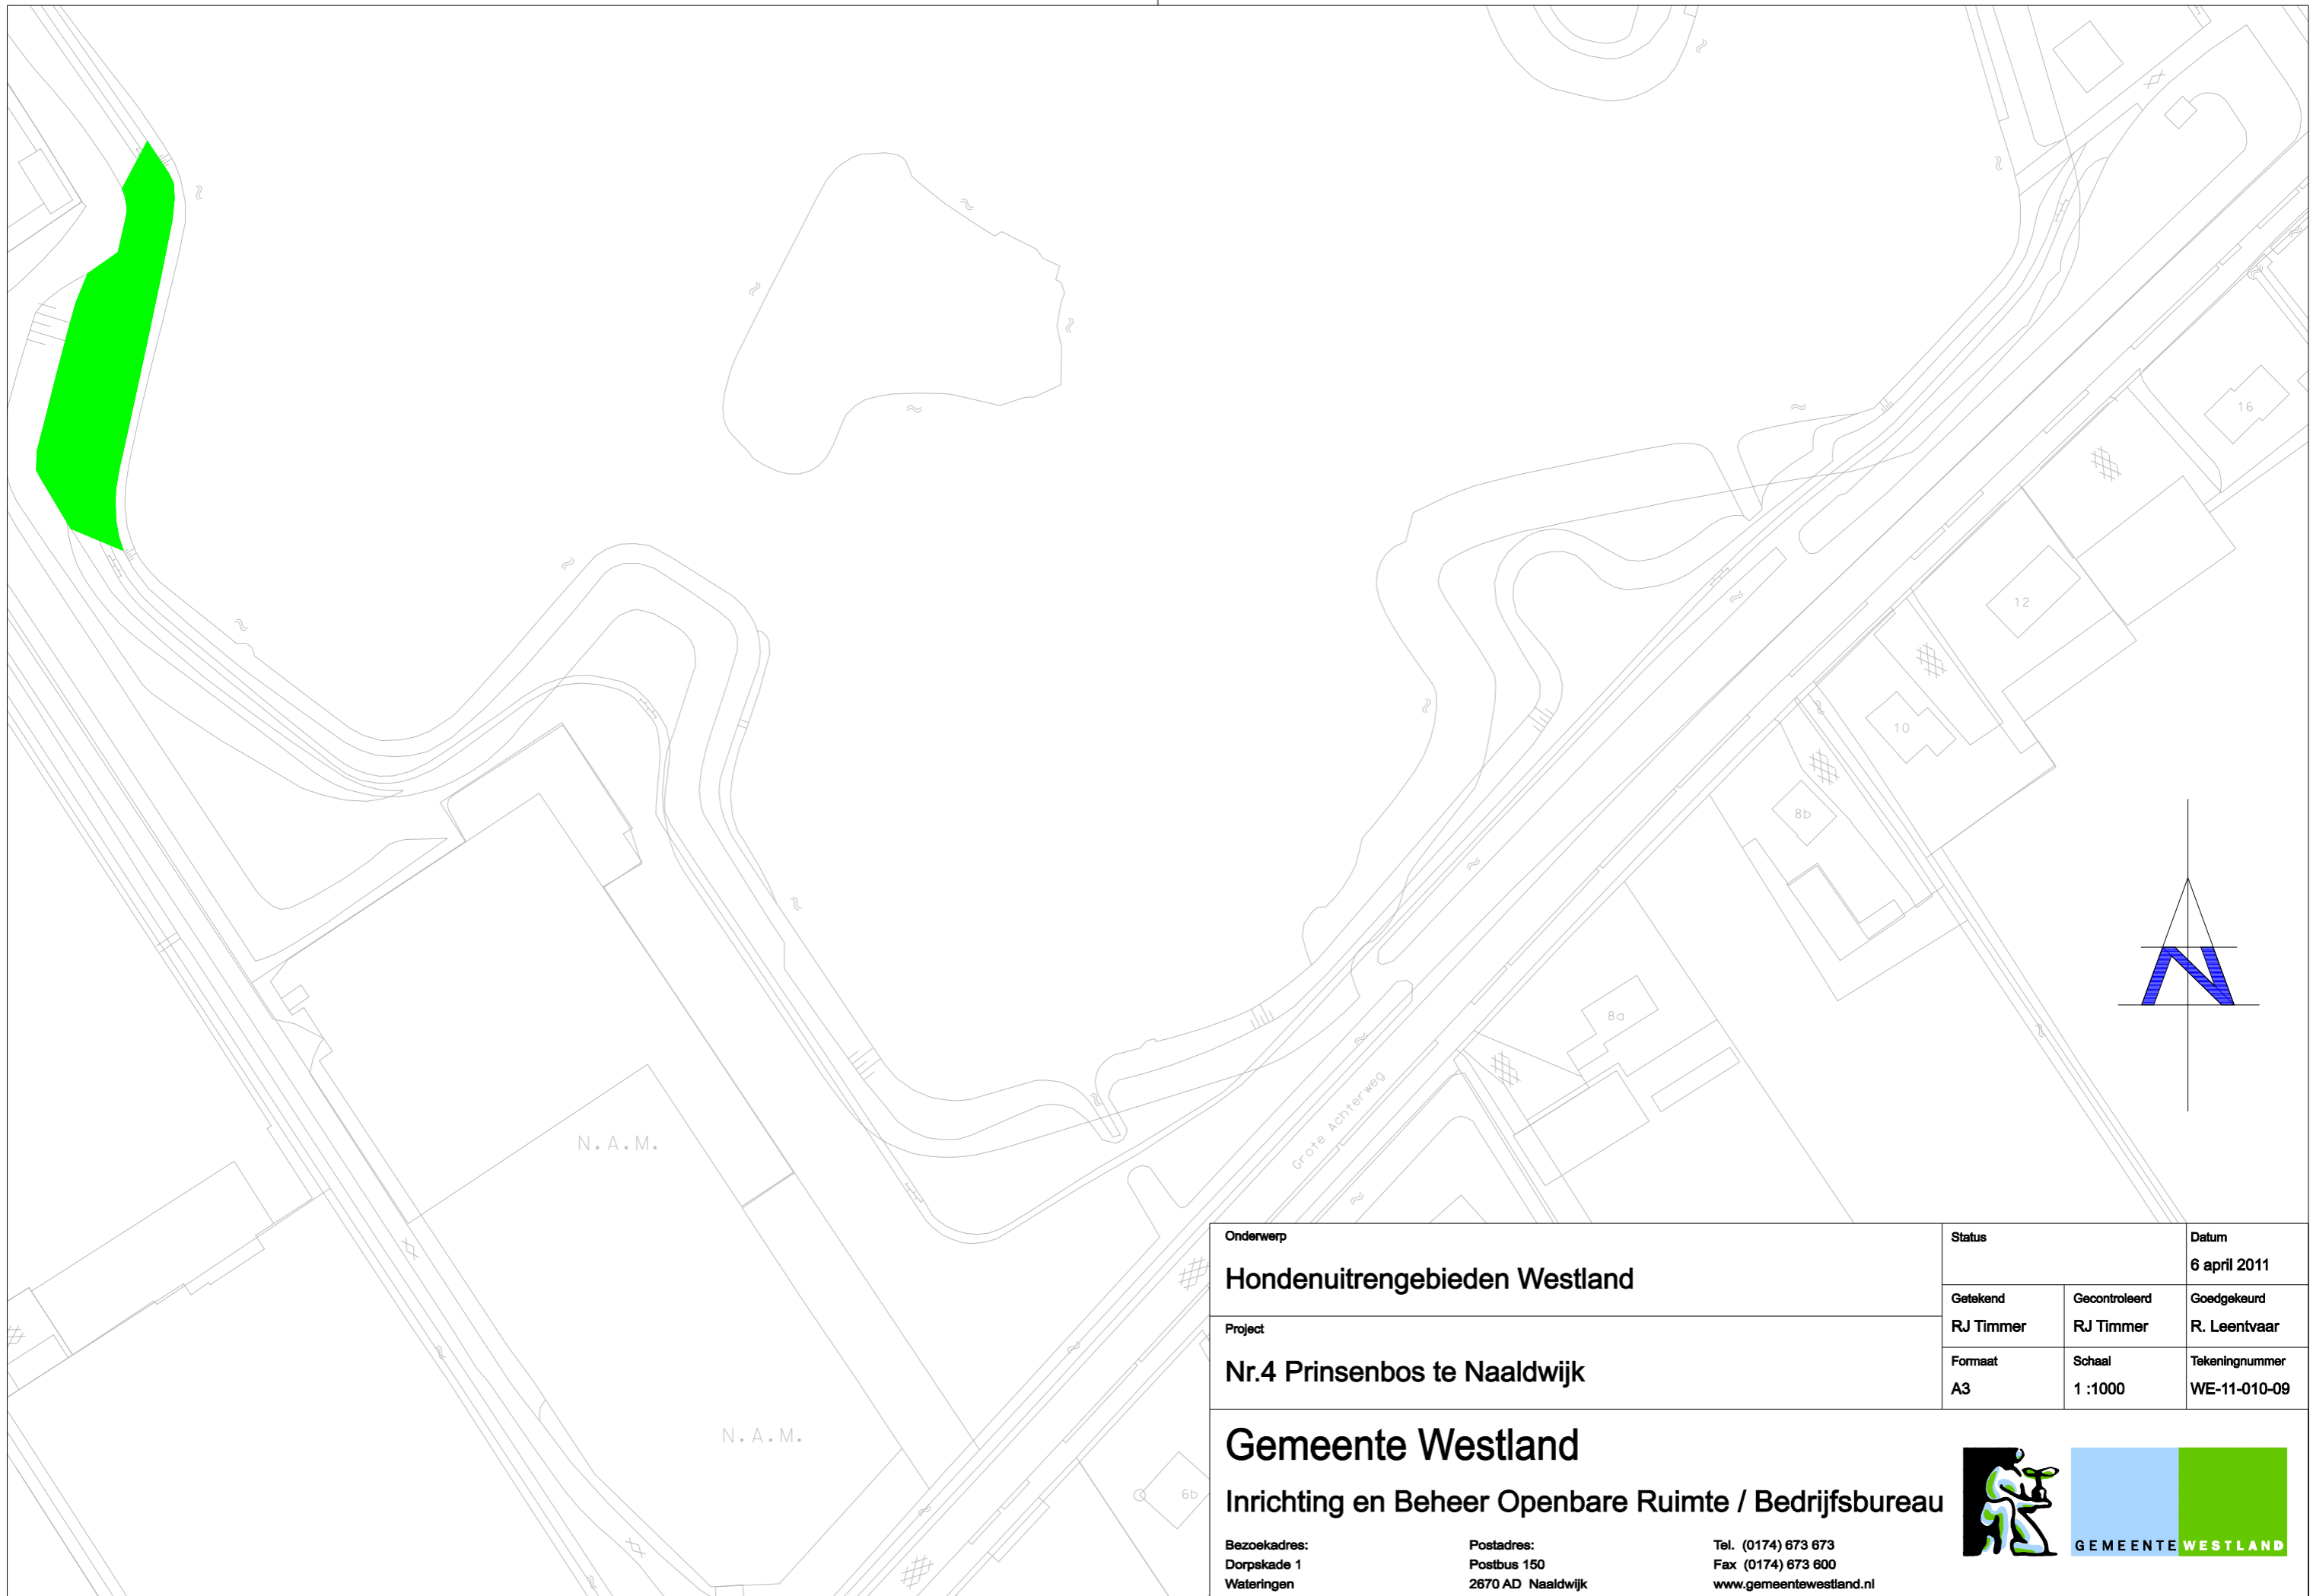 16
12
10
8b
8a
Grote Achterweg
N.A.M.
N.A.M.
6b
N
Onderwerp
Hondenuitrengebieden Westland
Project
Nr.4 Prinsenbos te Naaldwijk
Status
Datum
6 april 2011
Getekend
RJ Timmer
Gecontroleerd
RJ Timmer
Goedgekeurd
R. Leentvaar
Formaat
A3
Schaal
1 :1000
Tekeningnummer
WE-11-010-09
Gemeente Westland
Inrichting en Beheer Openbare Ruimte / Bedrijfsbureau
Bezoekadres:
Dorpskade 1
Wateringen
Postadres:
Postbus 150
2670 AD Naaldwijk
Tel. (0174) 673 673
Fax (0174) 673 600
www.gemeentewestland.nl
GEMEENTE WESTLAND